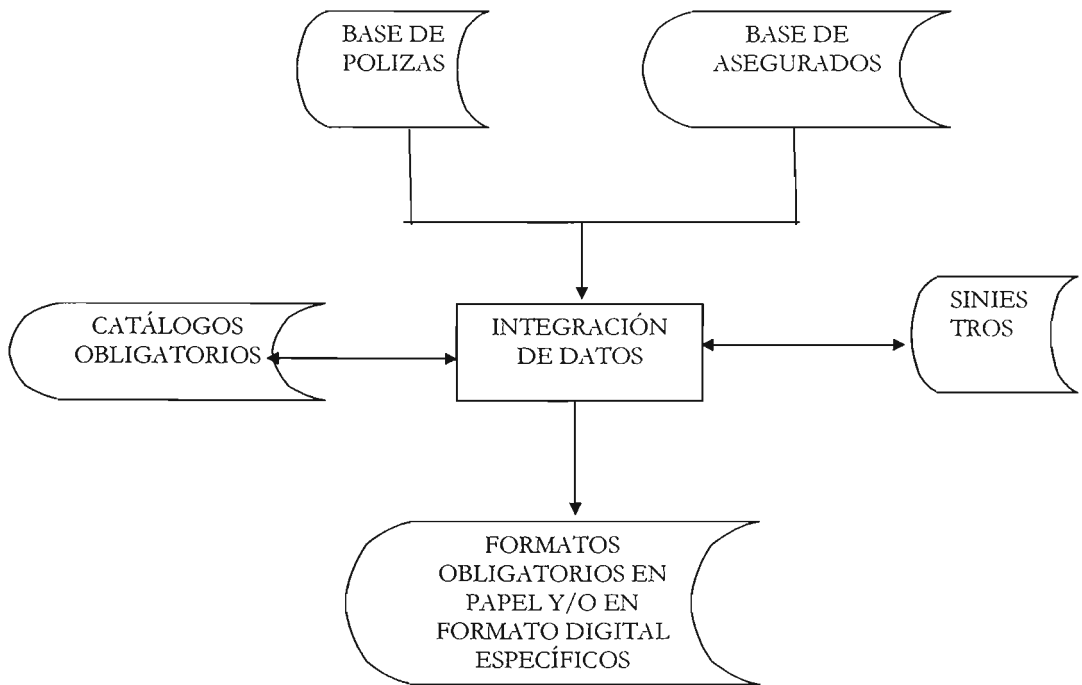 BASE DE
POLIZAS
BASE DE
ASEGURADOS
CATÁLOGOS
OBLIGATORIOS
INTEGRACIÓN
DE DATOS
SINIES
TROS
FORMATOS
OBLIGATORIOS EN
PAPEL Y/O EN
FORMATO DIGITAL
ESPECÍFICOS